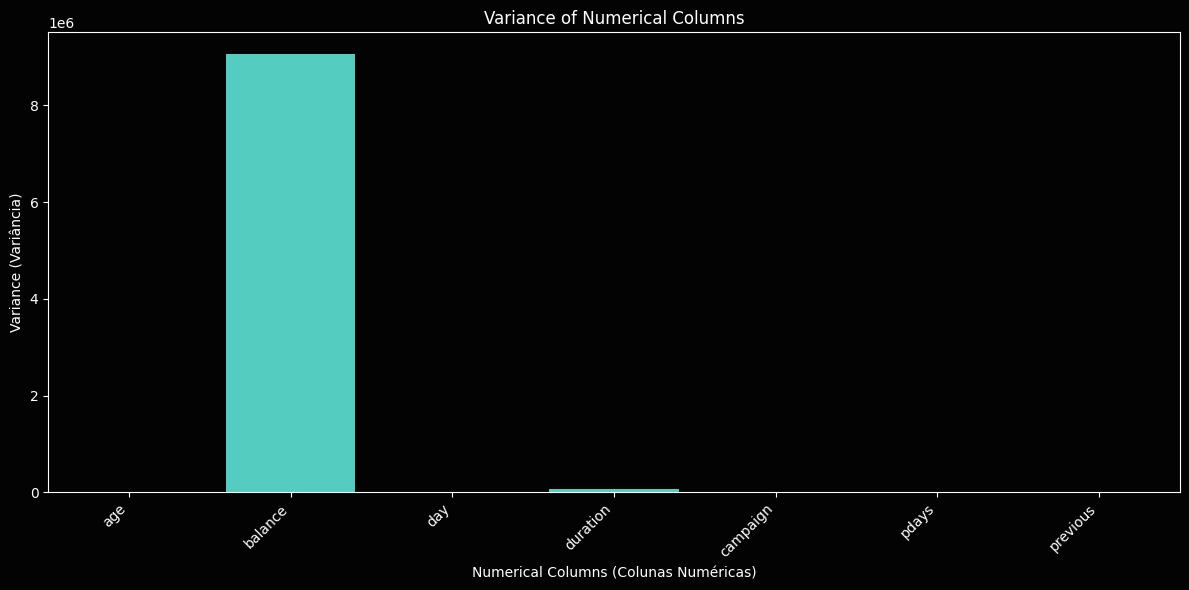 Variance of Numerical Columns
1e6
8
6
4
2
0
Variance (Variância)
age
balance
day
duration
campaign
pdays
previous
Numerical Columns (Colunas Numéricas)